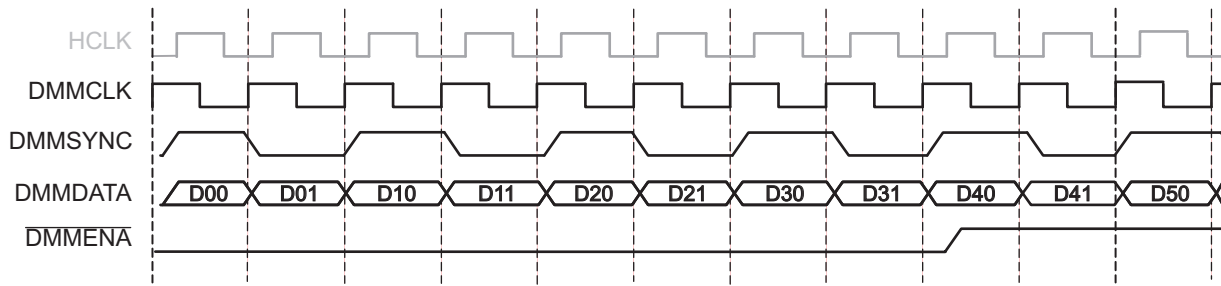 HCLK
DMMCLK
DMMSYNC
DMMDATA D00 D01 D10 D11 D20 D21 D30 D31 D40 D41 D50
DMMENA